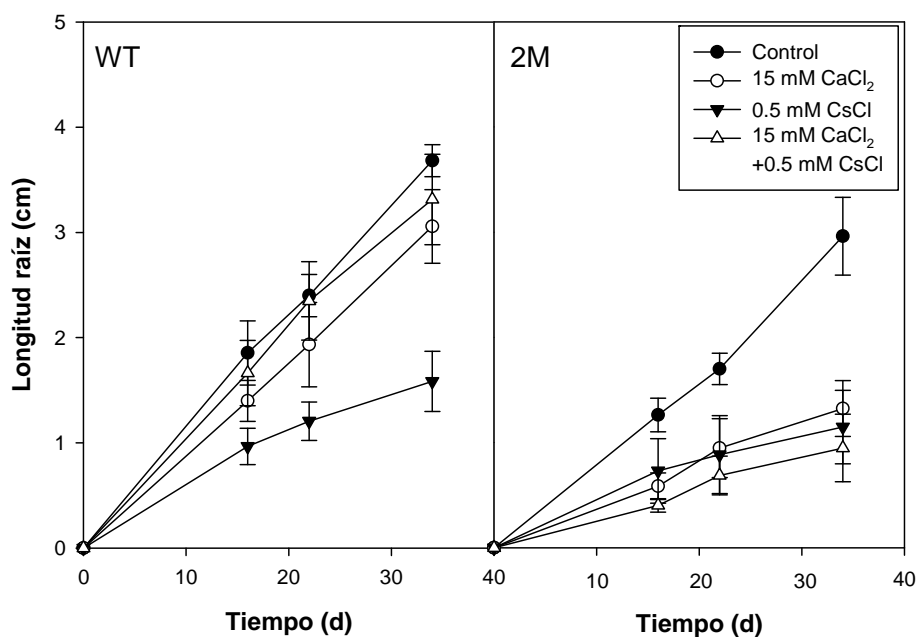 5
4
3
2
1
0
Longitud raíz (cm)
WT
2M
Control
15 mM CaCl₂
0.5 mM CsCl
15 mM CaCl₂
+0.5 mM CsCl
0 10 20 30 40 10 20 30 40
Tiempo (d) Tiempo (d)